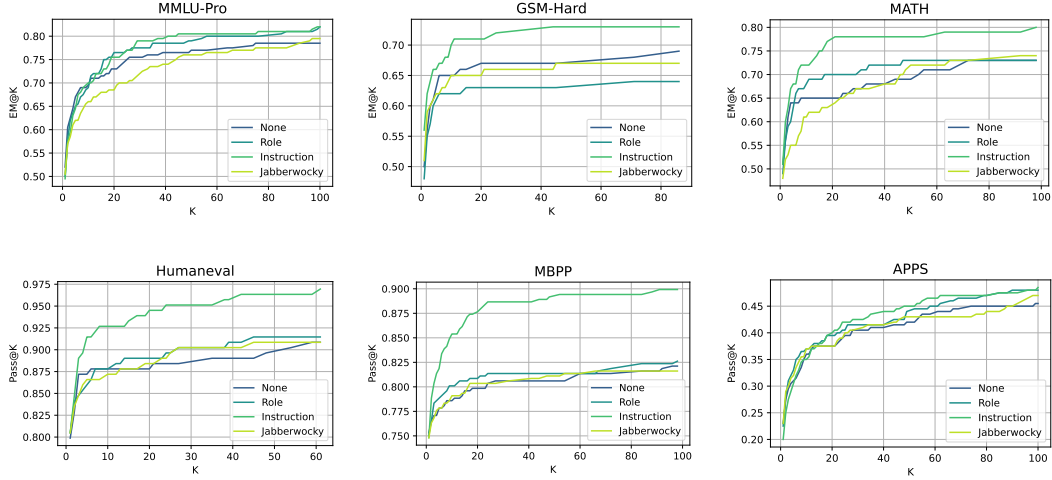 MMLU-Pro
EM@K
0.80
0.75
0.70
0.65
0.60
0.55
0.50
0 20 40 60 80 100
K
None
Role
Instruction
Jabberwocky
GSM-Hard
EM@K
0.70
0.65
0.60
0.55
0.50
0 20 40 60 80
K
None
Role
Instruction
Jabberwocky
MATH
EM@K
0.80
0.75
0.70
0.65
0.60
0.55
0.50
0 20 40 60 80 100
K
None
Role
Instruction
Jabberwocky
Humaneval
Pass@K
0.975
0.950
0.925
0.900
0.875
0.850
0.825
0.800
0 10 20 30 40 50 60
K
None
Role
Instruction
Jabberwocky
MBPP
Pass@K
0.900
0.875
0.850
0.825
0.800
0.775
0.750
0 20 40 60 80 100
K
None
Role
Instruction
Jabberwocky
APPS
Pass@K
0.45
0.40
0.35
0.30
0.25
0.20
0 20 40 60 80 100
K
None
Role
Instruction
Jabberwocky